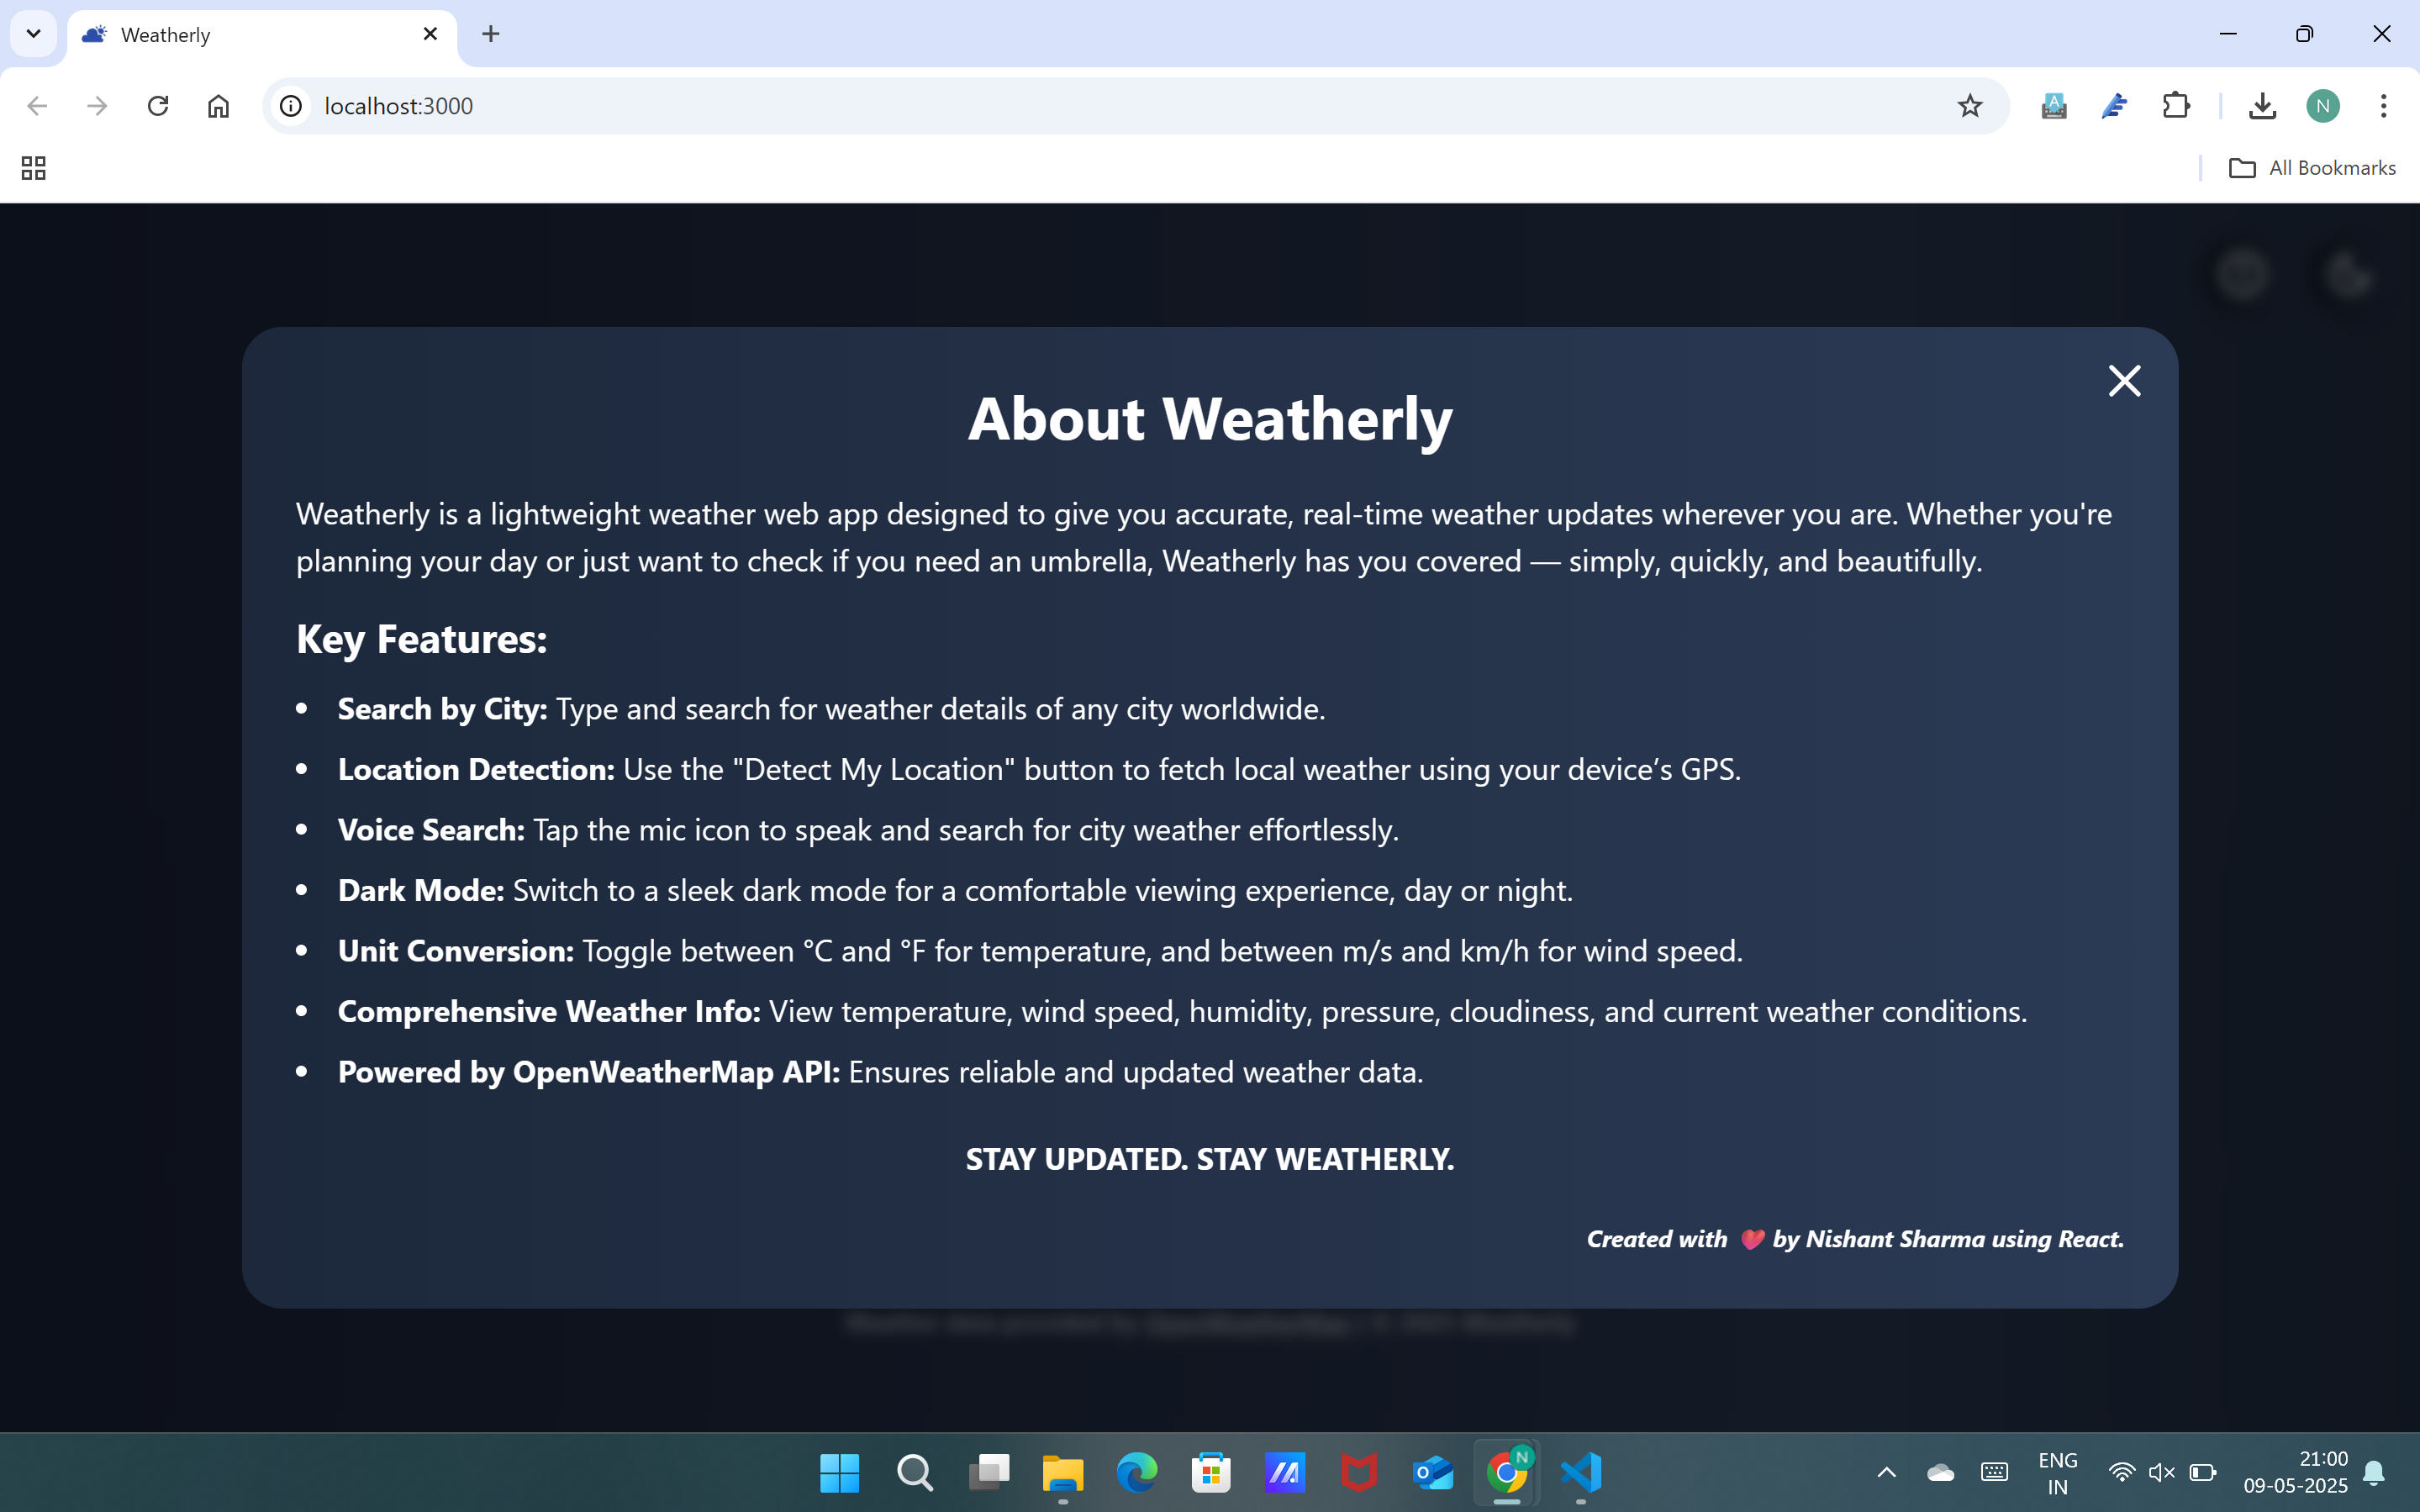 Weatherly
localhost:3000
N
All Bookmarks
About Weatherly
Weatherly is a lightweight weather web app designed to give you accurate, real-time weather updates wherever you are. Whether you're
planning your day or just want to check if you need an umbrella, Weatherly has you covered — simply, quickly, and beautifully.
Key Features:
• Search by City: Type and search for weather details of any city worldwide.
• Location Detection: Use the "Detect My Location" button to fetch local weather using your device’s GPS.
• Voice Search: Tap the mic icon to speak and search for city weather effortlessly.
• Dark Mode: Switch to a sleek dark mode for a comfortable viewing experience, day or night.
• Unit Conversion: Toggle between °C and °F for temperature, and between m/s and km/h for wind speed.
• Comprehensive Weather Info: View temperature, wind speed, humidity, pressure, cloudiness, and current weather conditions.
• Powered by OpenWeatherMap API: Ensures reliable and updated weather data.
STAY UPDATED. STAY WEATHERLY.
Created with ❤️ by Nishant Sharma using React.
ENG
IN
21:00
09-05-2025